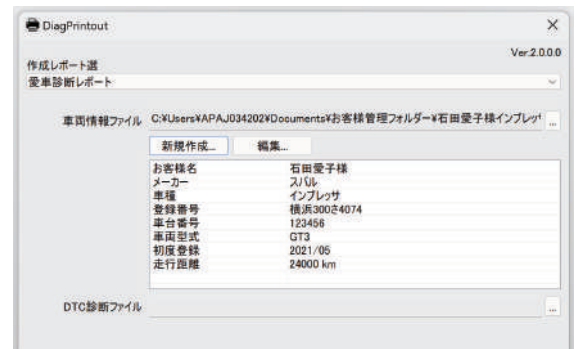 DiagPrintout
Ver.2.0.0.0
作成レポート選
愛車診断レポート
車両情報ファイル C:¥Users¥APAJ034202¥Documents¥お客様管理フォルダー¥石田愛子様インプレッサ ...
新規作成... 編集...
お客様名 石田愛子様
メーカー スバル
車種 インプレッサ
登録番号 横浜300さ4074
車台番号 123456
車両型式 GT3
初度登録 2021/05
走行距離 24000 km
DTC診断ファイル ...